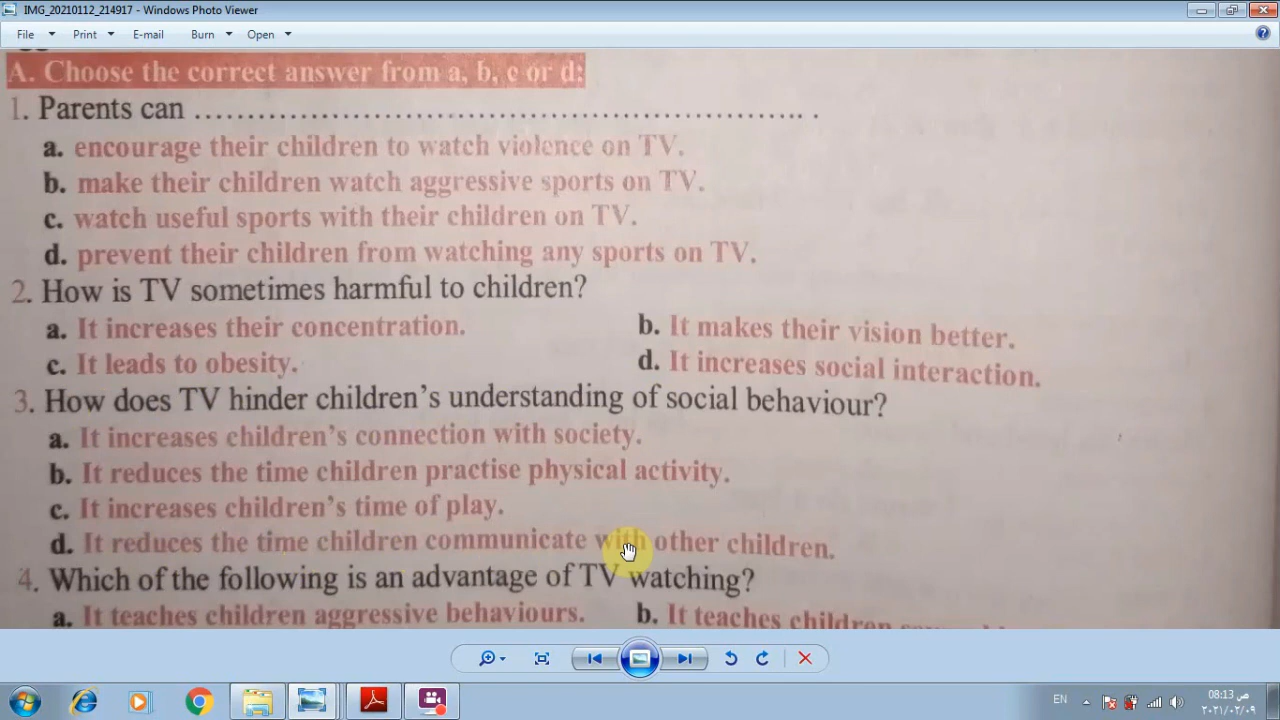 IMG_20210112_214917 - Windows Photo Viewer
File Print E-mail Burn Open
A. Choose the correct answer from a, b, c or d:
1. Parents can ........................................................................ .
a. encourage their children to watch violence on TV.
b. make their children watch aggressive sports on TV.
c. watch useful sports with their children on TV.
d. prevent their children from watching any sports on TV.
2. How is TV sometimes harmful to children?
a. It increases their concentration. b. It makes their vision better.
c. It leads to obesity. d. It increases social interaction.
3. How does TV hinder children's understanding of social behaviour?
a. It increases children's connection with society.
b. It reduces the time children practise physical activity.
c. It increases children's time of play.
d. It reduces the time children communicate with other children.
4. Which of the following is an advantage of TV watching?
a. It teaches children aggressive behaviours. b. It teaches children
EN
08:13 ص
٢٠٢١/٠٢/٠٩